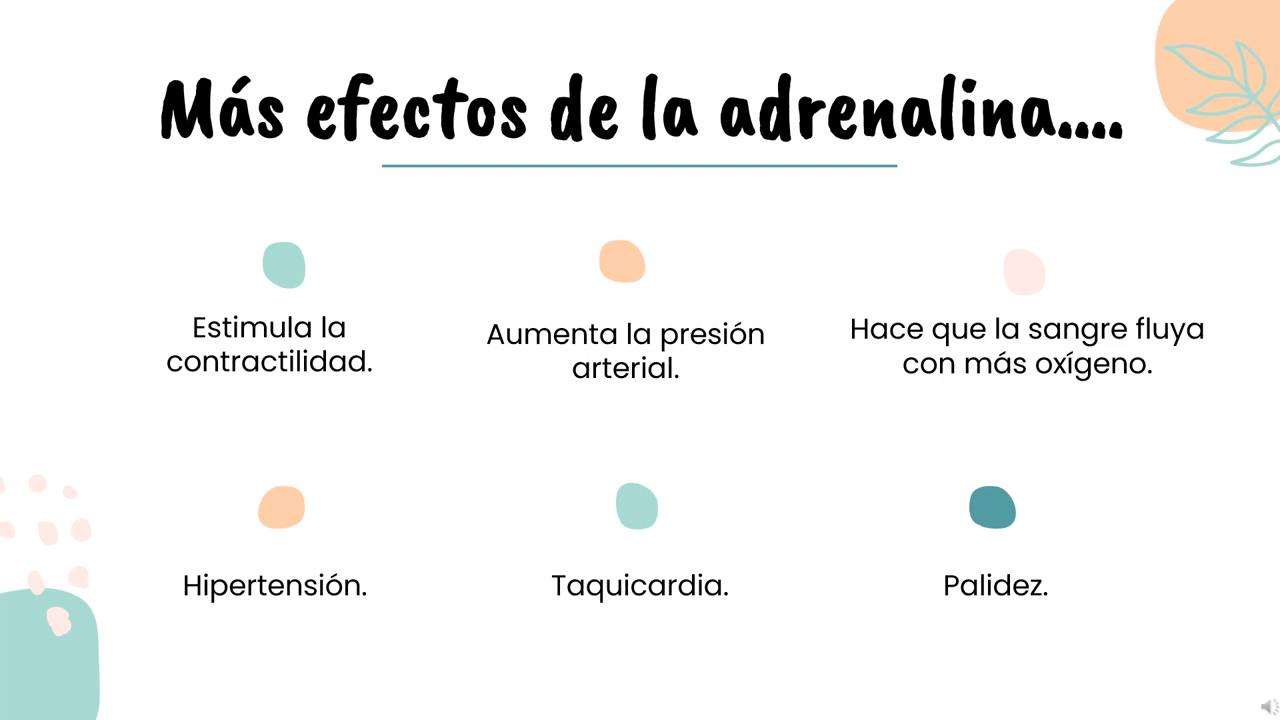 Más efectos de la adrenalina....
Estimula la
contractilidad.
Aumenta la presión
arterial.
Hace que la sangre fluya
con más oxígeno.
Hipertensión.
Taquicardia.
Palidez.